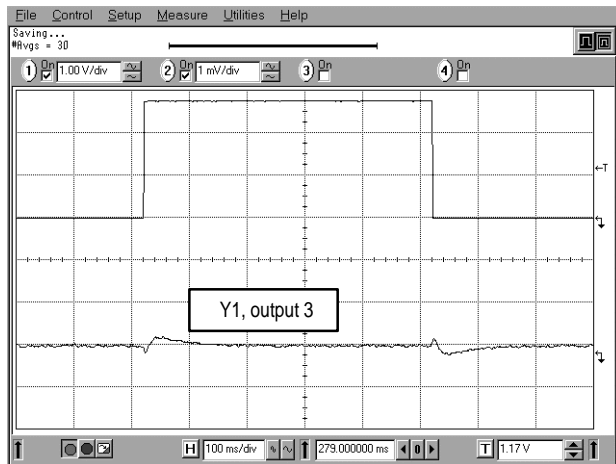 File Control Setup Measure Utilities Help
Saving...
#Avgs = 30
1 On 1.00 V/div 2 On 1 mV/div 3 On 4 On
T
Y1, output 3
H 100 ms/div 279.000000 ms 0 T 1.17 V